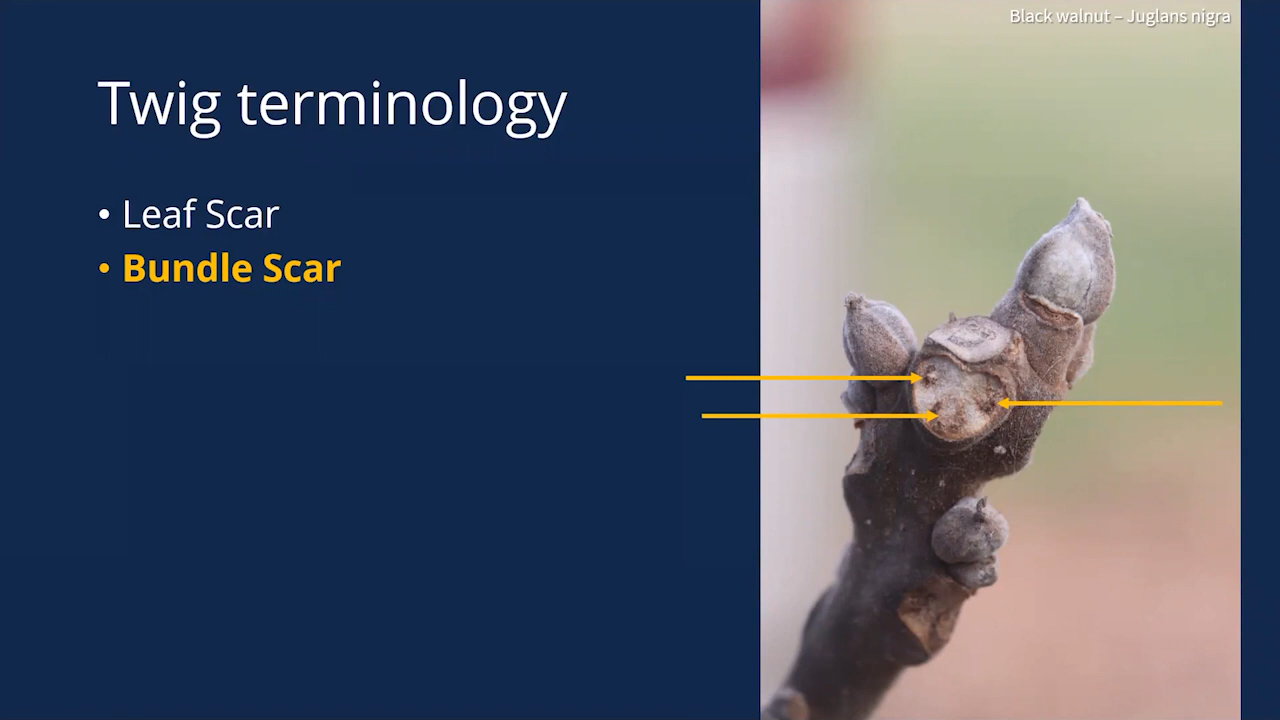 Black walnut – Juglans nigra
Twig terminology
• Leaf Scar
• Bundle Scar